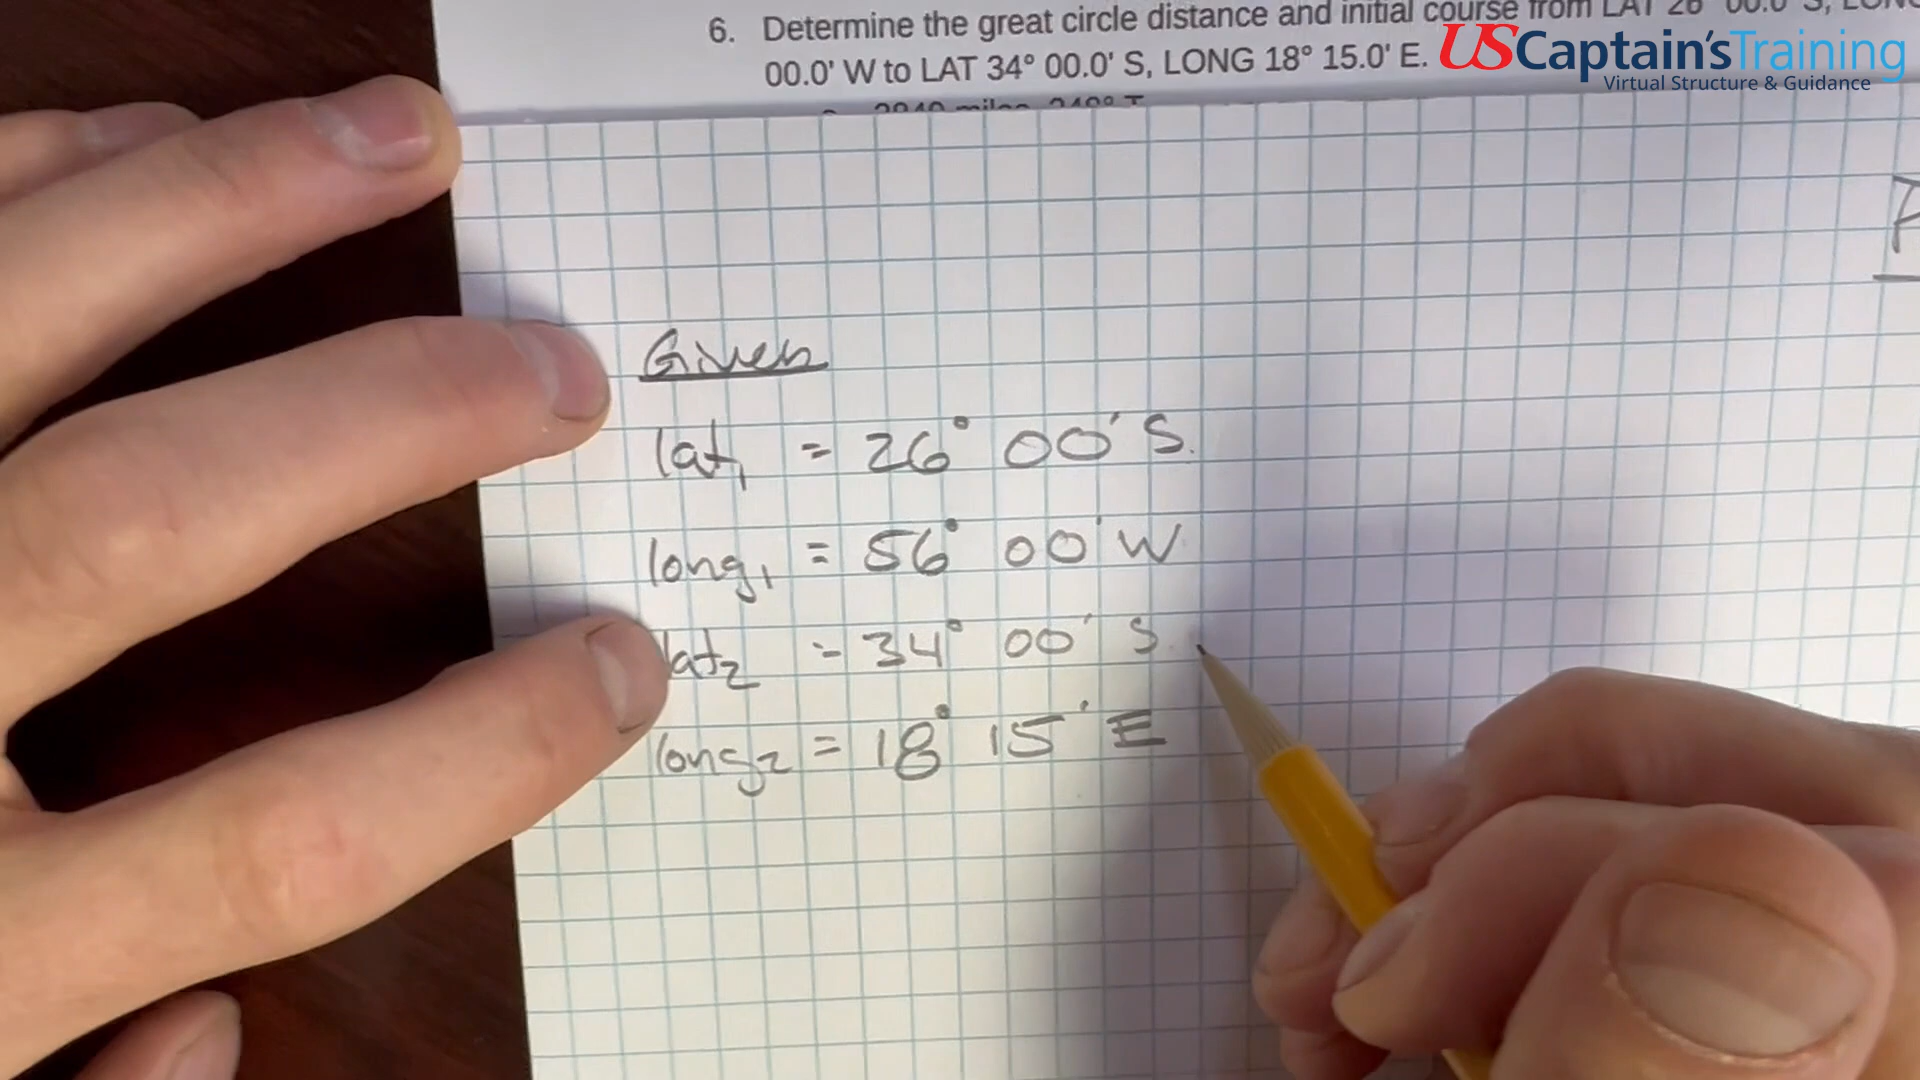 6. Determine the great circle distance and initial course from LAT 26° 00.0' S, LONG
00.0' W to LAT 34° 00.0' S, LONG 18° 15.0' E.
USCaptain'sTraining
Virtual Structure & Guidance
Given
lat₁ = 26° 00' S.
long₁ = 56° 00' W
lat₂ = 34° 00' S.
long₂ = 18° 15' E